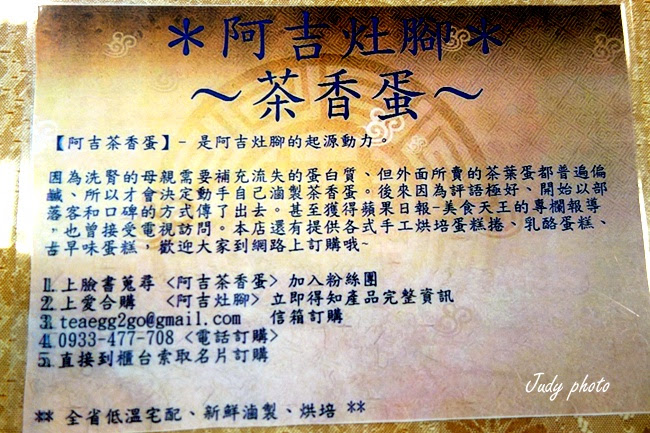 ＊阿吉灶腳＊
～茶香蛋～
【阿吉茶香蛋】- 是阿吉灶腳的起源動力。
因為洗腎的母親需要補充流失的蛋白質、但外面所賣的茶葉蛋都普遍偏
鹹、所以才會決定動手自己滷製茶香蛋。後來因為評語極好、開始以部
落客和口碑的方式傳了出去。甚至獲得蘋果日報-美食天王的專欄報導
，也曾接受電視訪問。本店還有提供各式手工烘培蛋糕捲、乳酪蛋糕、
古早味蛋糕，歡迎大家到網路上訂購哦~
1.上臉書蒐尋 <阿吉茶香蛋> 加入粉絲團
2.上愛合購 <阿吉灶腳> 立即得知產品完整資訊
3.teaegg2go@gmail.com 信箱訂購
4.0933-477-708 <電話訂購>
5.直接到櫃台索取名片訂購
** 全省低溫宅配、新鮮滷製、烘培 **
Judy photo